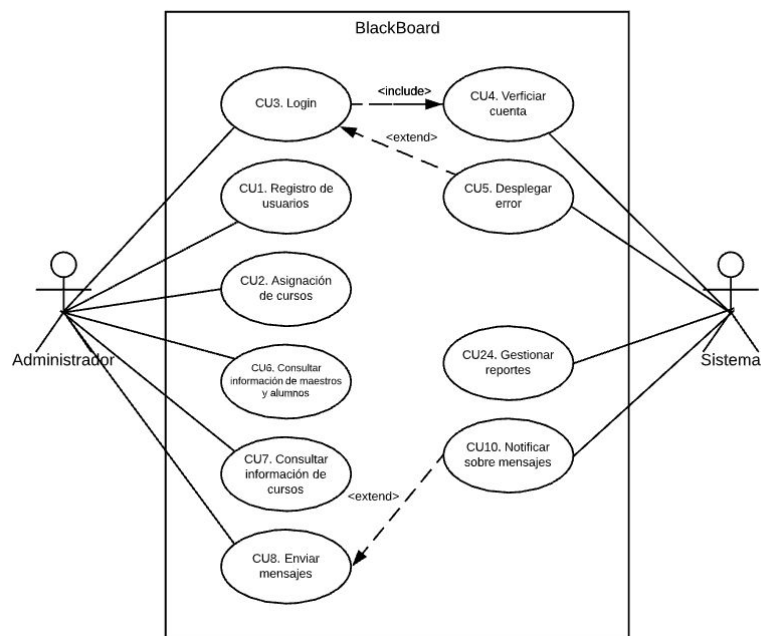 BlackBoard
CU3. Login
<include>
CU4. Verficiar
cuenta
<extend>
CU1. Registro de
usuarios
CU5. Desplegar
error
CU2. Asignación
de cursos
Administrador
CU6. Consultar
información de maestros
y alumnos
CU24. Gestionar
reportes
Sistema
CU7. Consultar
información de
cursos
CU10. Notificar
sobre mensajes
<extend>
CU8. Enviar
mensajes